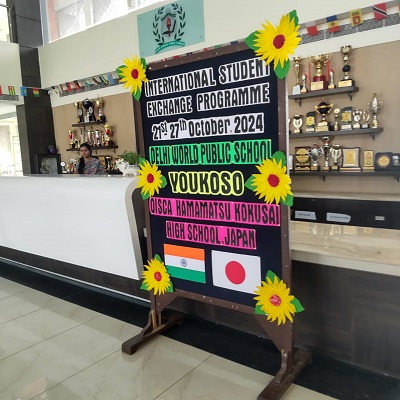 INTERNATIONAL STUDENT
EXCHANGE PROGRAMME
21st 27th October 2024
DELHI WORLD PUBLIC SCHOOL
YOUKOSO
OISCA HAMAMATSU KOKUSAI
HIGH SCHOOL, JAPAN